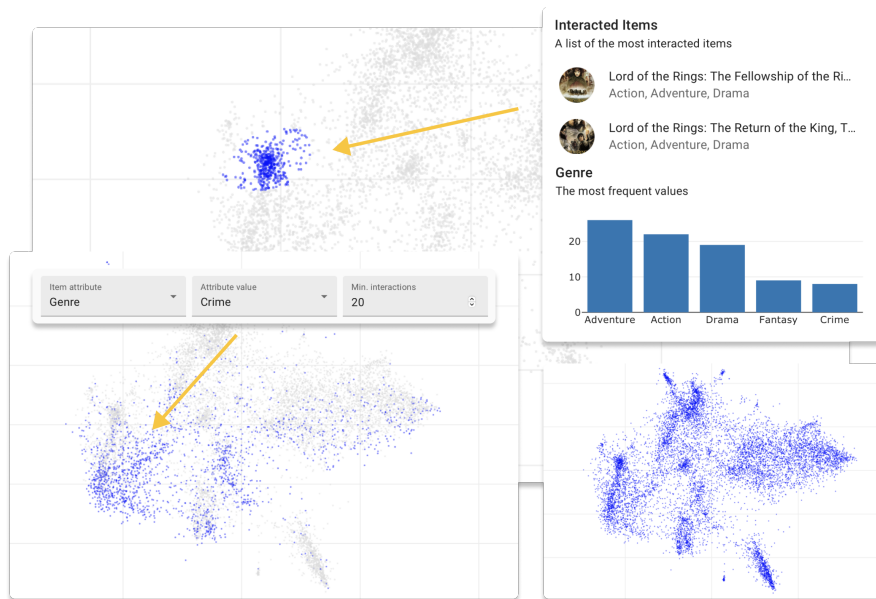 Interacted Items
A list of the most interacted items
Lord of the Rings: The Fellowship of the Ri...
Action, Adventure, Drama
Lord of the Rings: The Return of the King, T...
Action, Adventure, Drama
Genre
The most frequent values
20
10
0
Adventure Action Drama Fantasy Crime
Item attribute Attribute value Min. interactions
Genre Crime 20